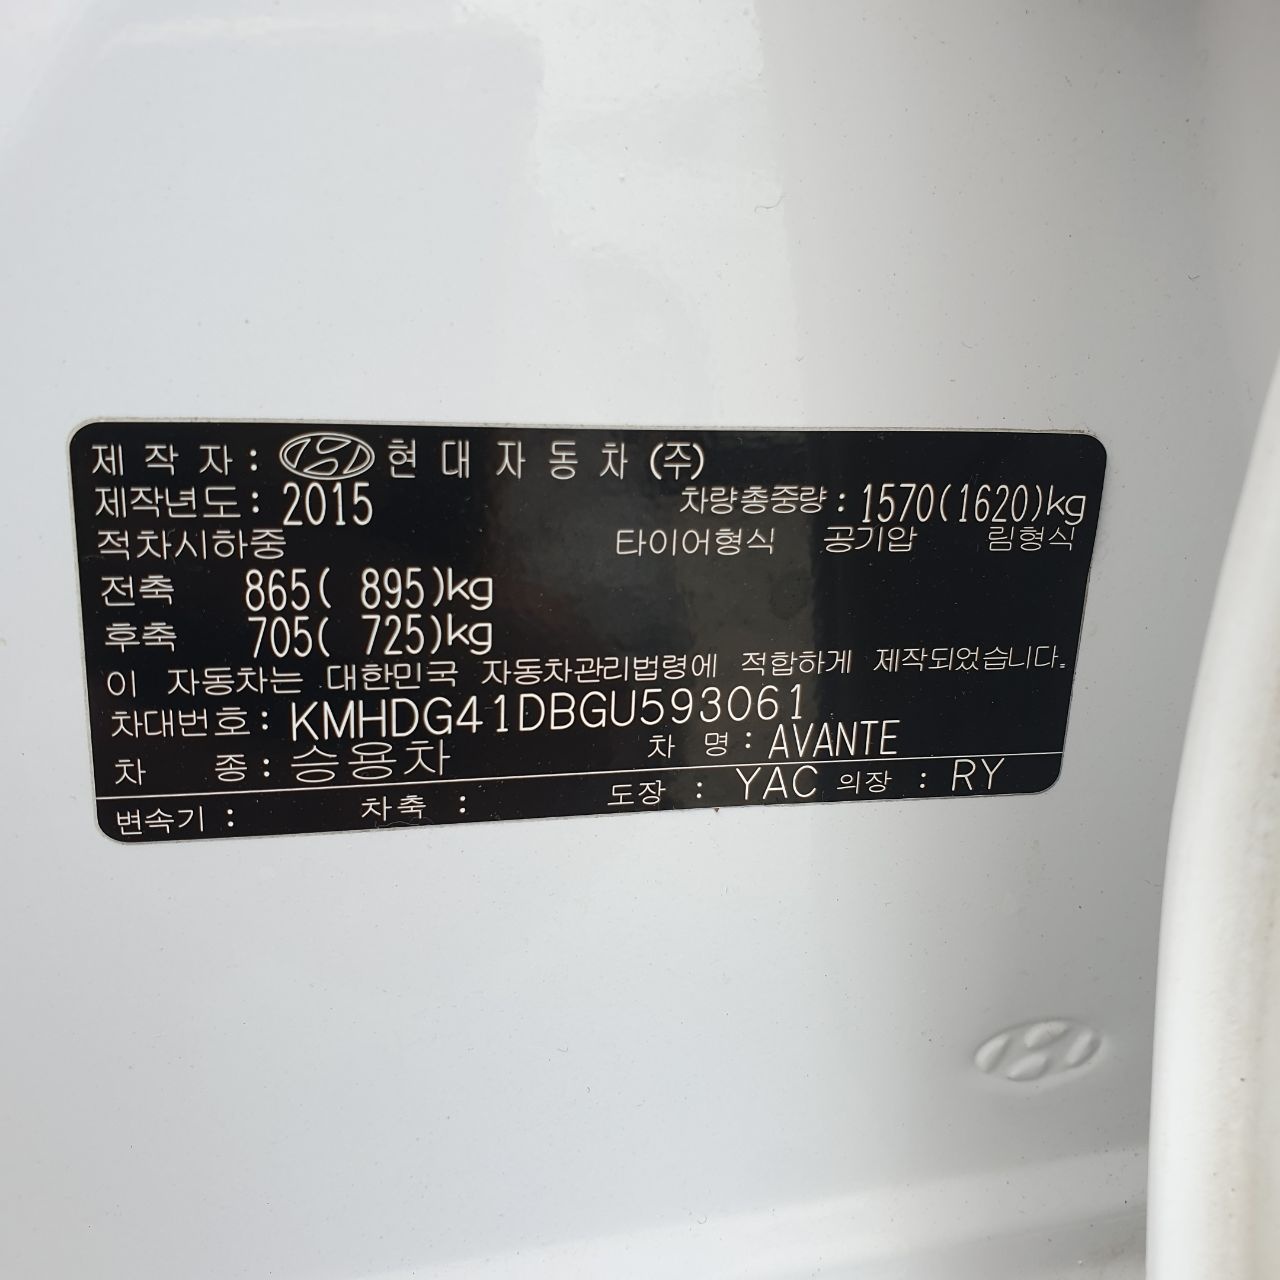 제 작 자 : 현 대 자 동 차 (주)
제작년도 : 2015 차량총중량 : 1570(1620)kg
적차시하중 타이어형식 공기압 림형식
전축 865( 895)kg
후축 705( 725)kg
이 자동차는 대한민국 자동차관리법령에 적합하게 제작되었습니다.
차대번호 : KMHDG41DBGU593061
차 종 : 승용차 차 명 : AVANTE
변속기 : 차축 : 도장 : YAC 의장 : RY